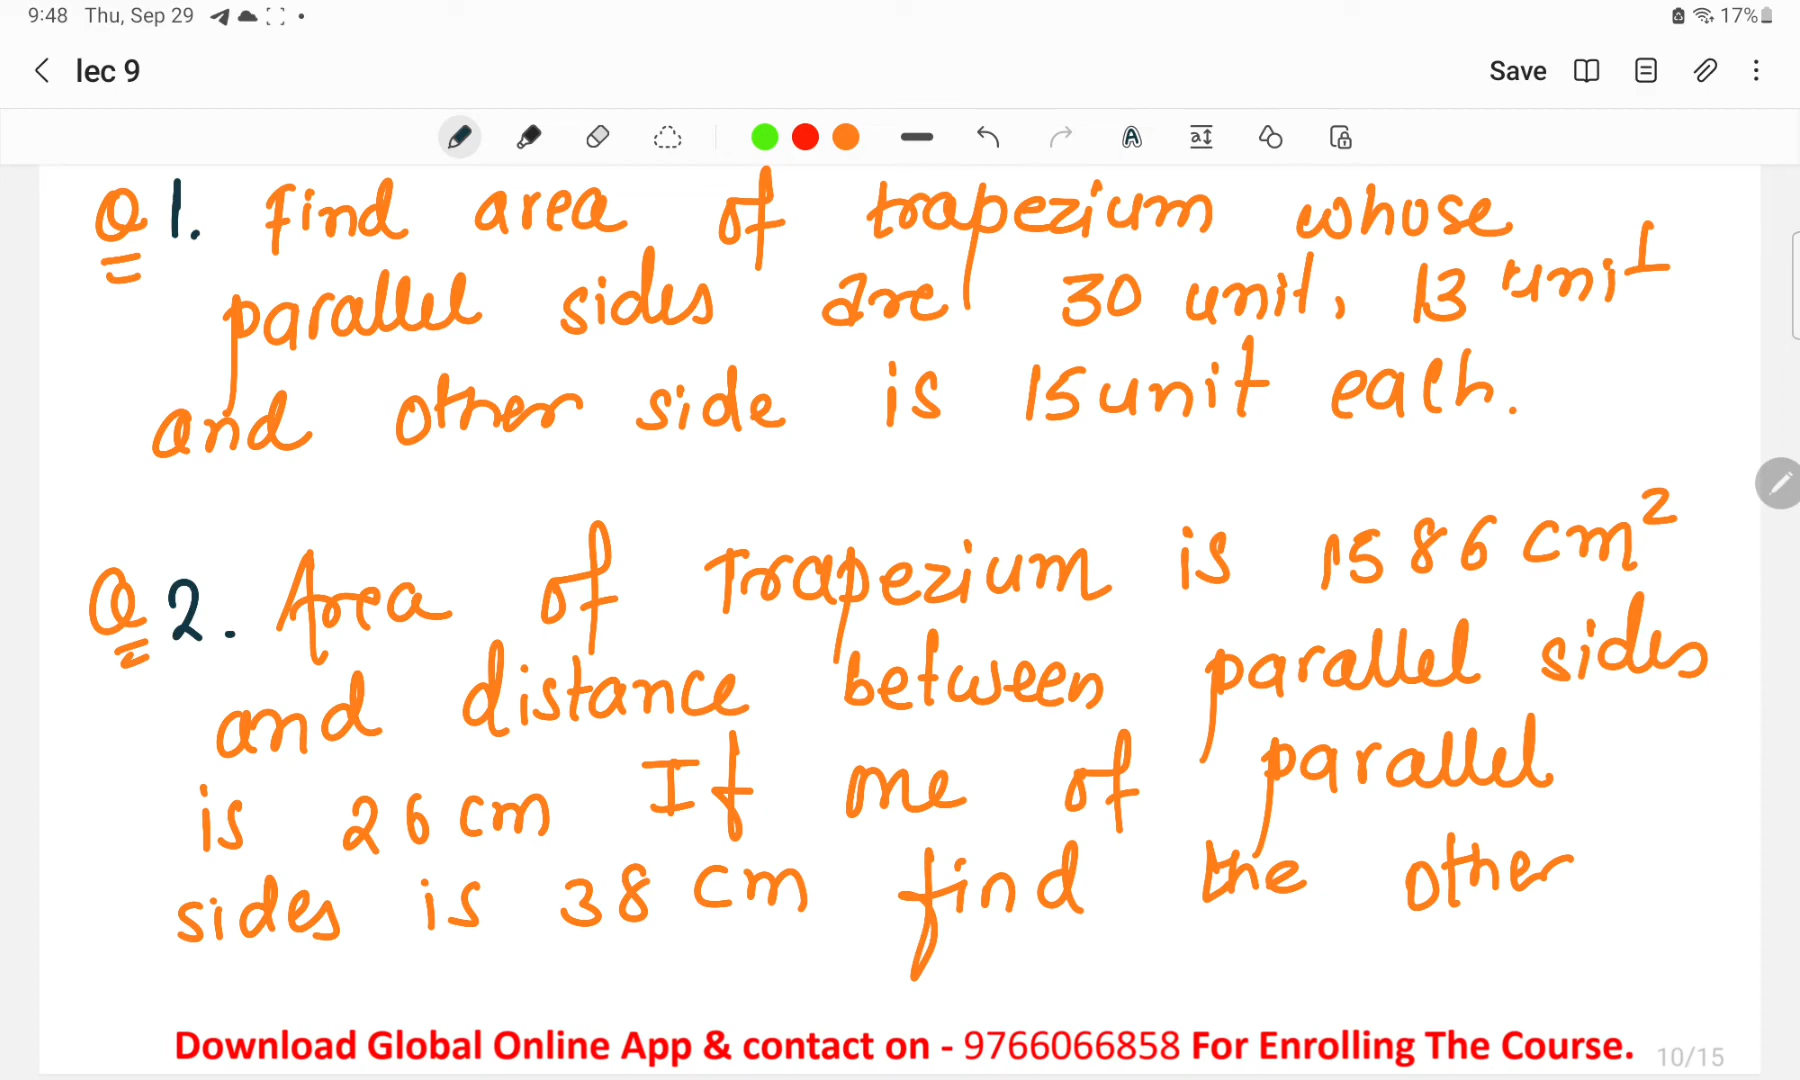 9:48 Thu, Sep 29 17%
lec 9 Save
Q 1. Find area of trapezium whose
parallel sides are 30 unit, 13 unit
and other side is 15 unit each.
Q 2. Area of Trapezium is 1586 cm²
and distance between parallel sides
is 26 cm If one of parallel
sides is 38 cm find the other
Download Global Online App & contact on - 9766066858 For Enrolling The Course.
10/15